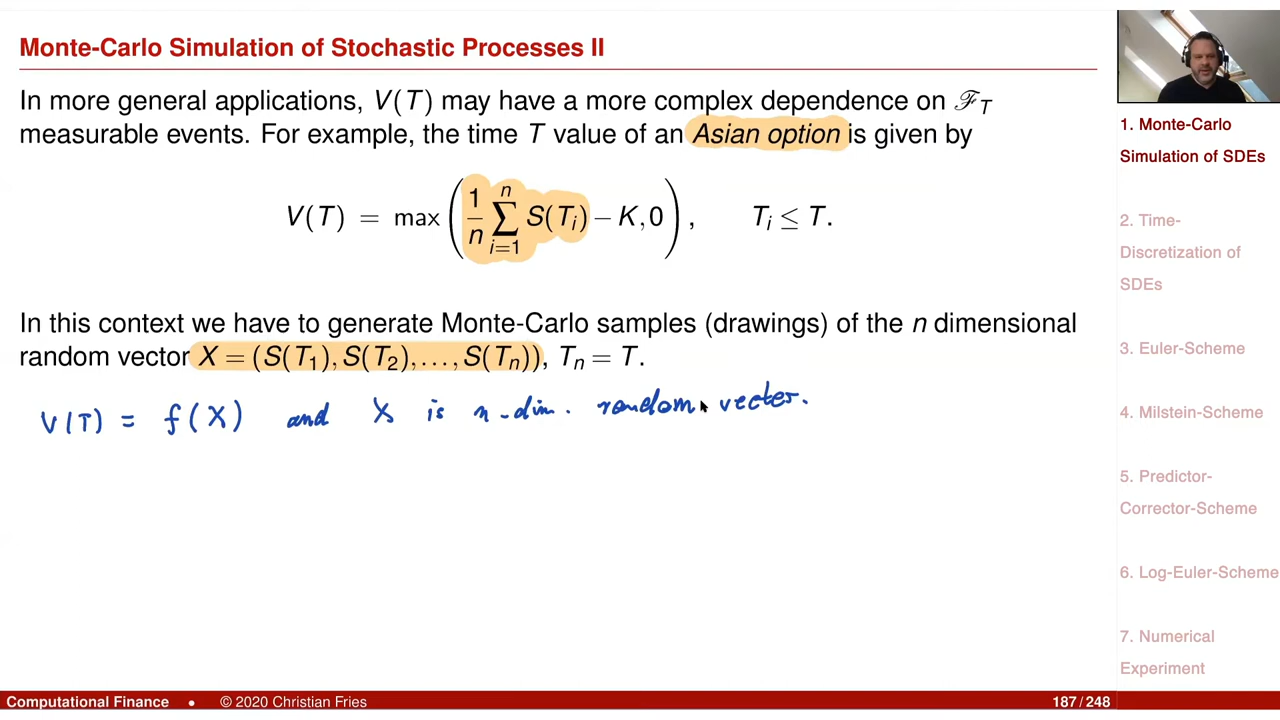 Monte-Carlo Simulation of Stochastic Processes II
In more general applications, V(T) may have a more complex dependence on ℱ_T
measurable events. For example, the time T value of an Asian option is given by
V(T) = max( 1/n ∑_{i=1}^{n} S(T_i) − K, 0 ), T_i ≤ T.
In this context we have to generate Monte-Carlo samples (drawings) of the n dimensional
random vector X = (S(T_1), S(T_2), ..., S(T_n)), T_n = T.
V(T) = f(X) and X is n-dim. random vector.
1. Monte-Carlo
Simulation of SDEs
2. Time-
Discretization of
SDEs
3. Euler-Scheme
4. Milstein-Scheme
5. Predictor-
Corrector-Scheme
6. Log-Euler-Scheme
7. Numerical
Experiment
Computational Finance • © 2020 Christian Fries 187/248